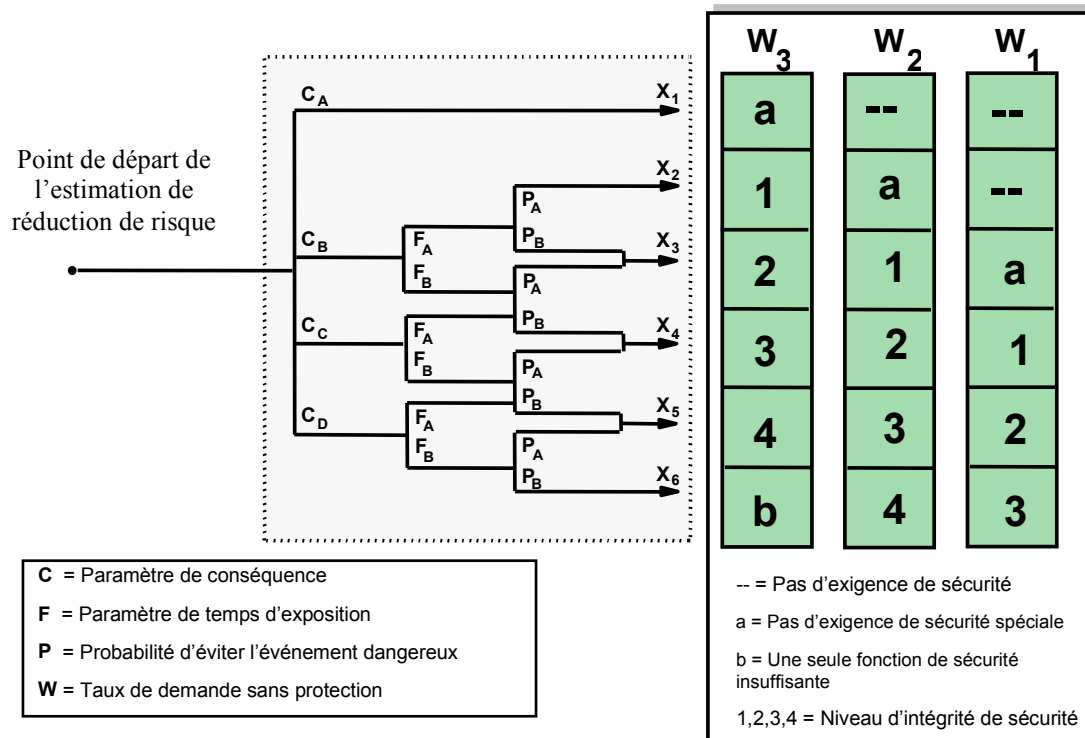 Point de départ de
l'estimation de
réduction de risque
C_A
X_1
X_2
P_A
P_B
C_B
F_A
F_B
X_3
P_A
P_B
C_C
F_A
F_B
X_4
P_A
P_B
C_D
F_A
F_B
X_5
P_A
P_B
X_6
W_3 W_2 W_1
a -- --
1 a --
2 1 a
3 2 1
4 3 2
b 4 3
C = Paramètre de conséquence
F = Paramètre de temps d'exposition
P = Probabilité d'éviter l'événement dangereux
W = Taux de demande sans protection
-- = Pas d'exigence de sécurité
a = Pas d'exigence de sécurité spéciale
b = Une seule fonction de sécurité
insuffisante
1,2,3,4 = Niveau d'intégrité de sécurité